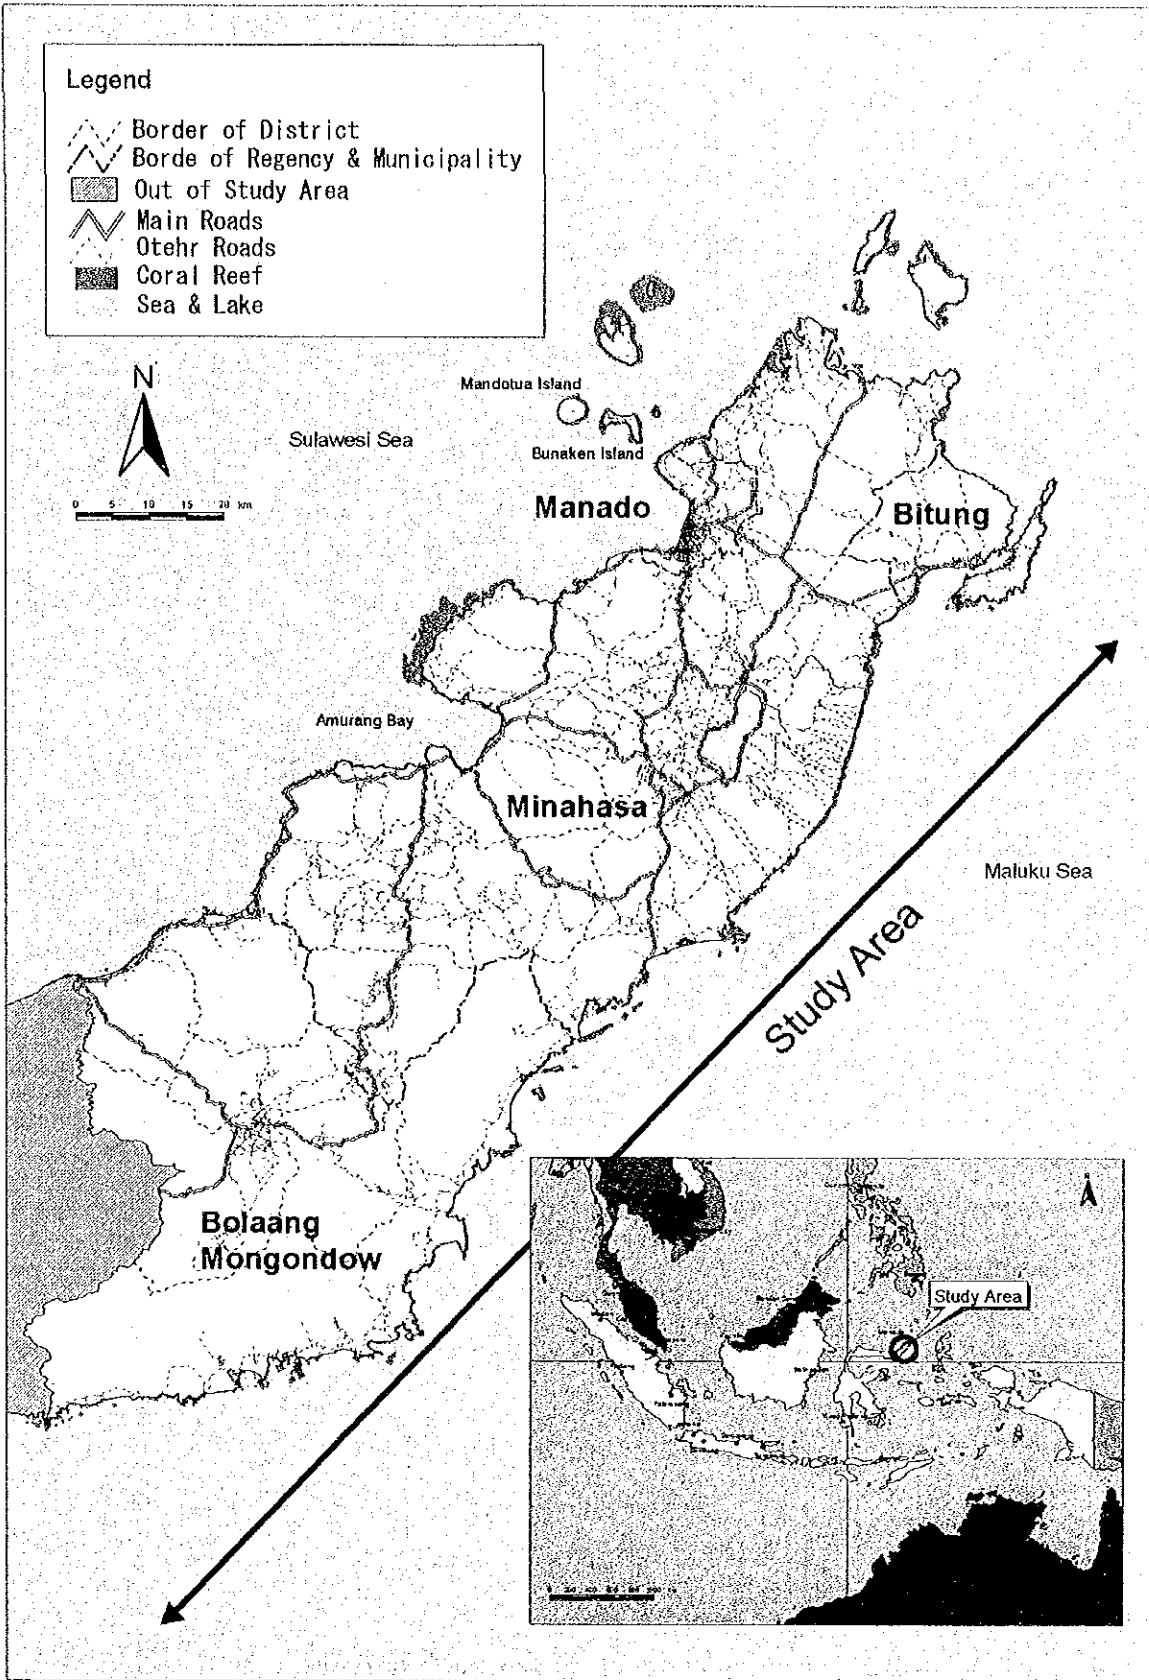 Legend
Border of District
Borde of Regency & Municipality
Out of Study Area
Main Roads
Otehr Roads
Coral Reef
Sea & Lake
N
Mandotua Island
Sulawesi Sea
Bunaken Island
0 5 10 15 20 km
Manado
Bitung
Amurang Bay
Minahasa
Maluku Sea
Study Area
Bolaang
Mongondow
Study Area